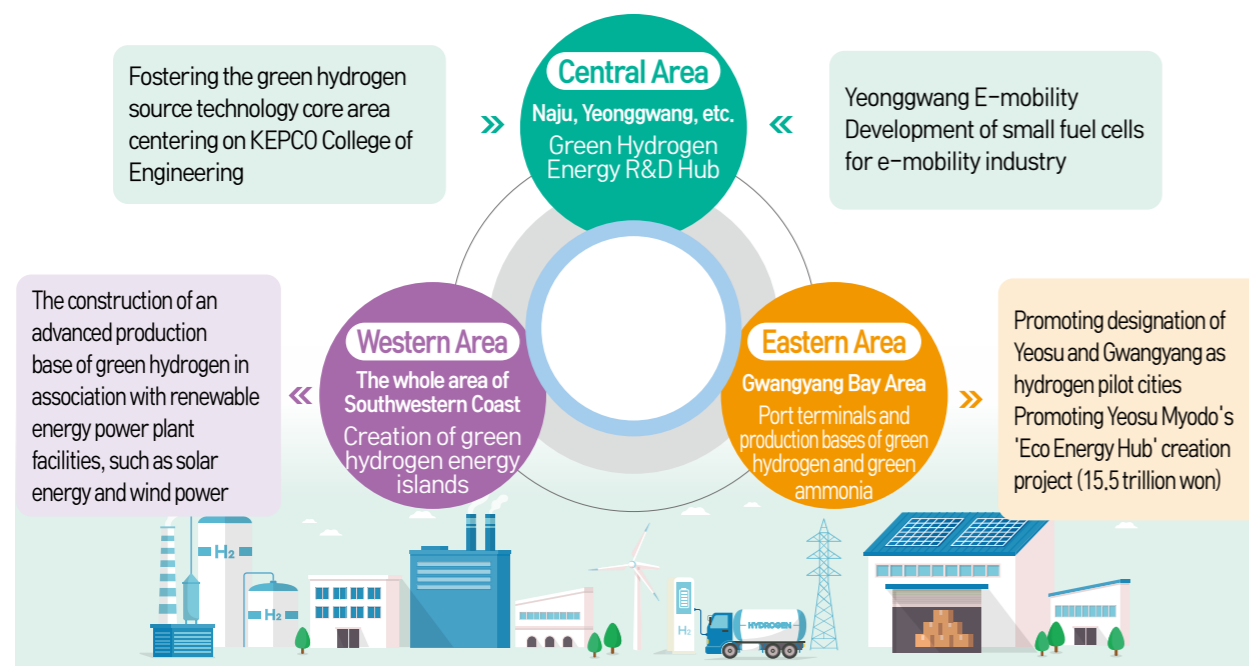 Fostering the green hydrogen
source technology core area
centering on KEPCO College of
Engineering
Central Area
Naju, Yeonggwang, etc.
Green Hydrogen
Energy R&D Hub
Yeonggwang E-mobility
Development of small fuel cells
for e-mobility industry
The construction of an
advanced production
base of green hydrogen in
association with renewable
energy power plant
facilities, such as solar
energy and wind power
Western Area
The whole area of
Southwestern Coast
Creation of green
hydrogen energy
islands
Eastern Area
Gwangyang Bay Area
Port terminals and
production bases of green
hydrogen and green
ammonia
Promoting designation of
Yeosu and Gwangyang as
hydrogen pilot cities
Promoting Yeosu Myodo's
'Eco Energy Hub' creation
project (15.5 trillion won)
H2
H2
H2
HYDROGEN